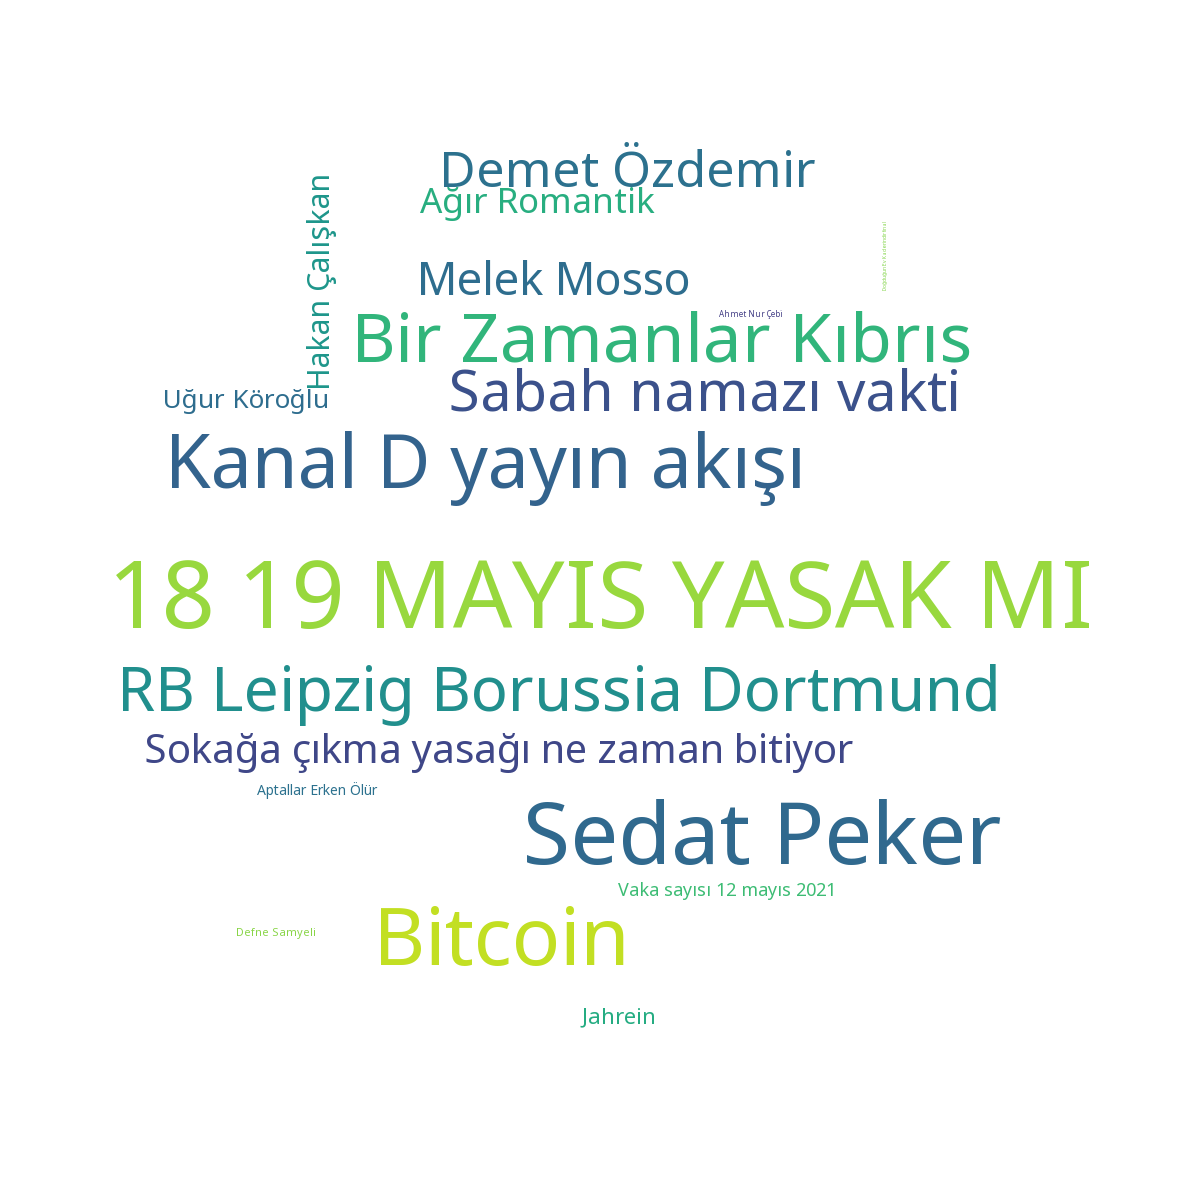 Demet Özdemir
Ağır Romantik
Hakan Çalışkan
Melek Mosso
Ahmet Nur Çebi
Bir Zamanlar Kıbrıs
Sabah namazı vakti
Uğur Köroğlu
Kanal D yayın akışı
18 19 MAYIS YASAK MI
RB Leipzig Borussia Dortmund
Sokağa çıkma yasağı ne zaman bitiyor
Aptallar Erken Ölür
Sedat Peker
Vaka sayısı 12 mayıs 2021
Bitcoin
Defne Samyeli
Jahrein